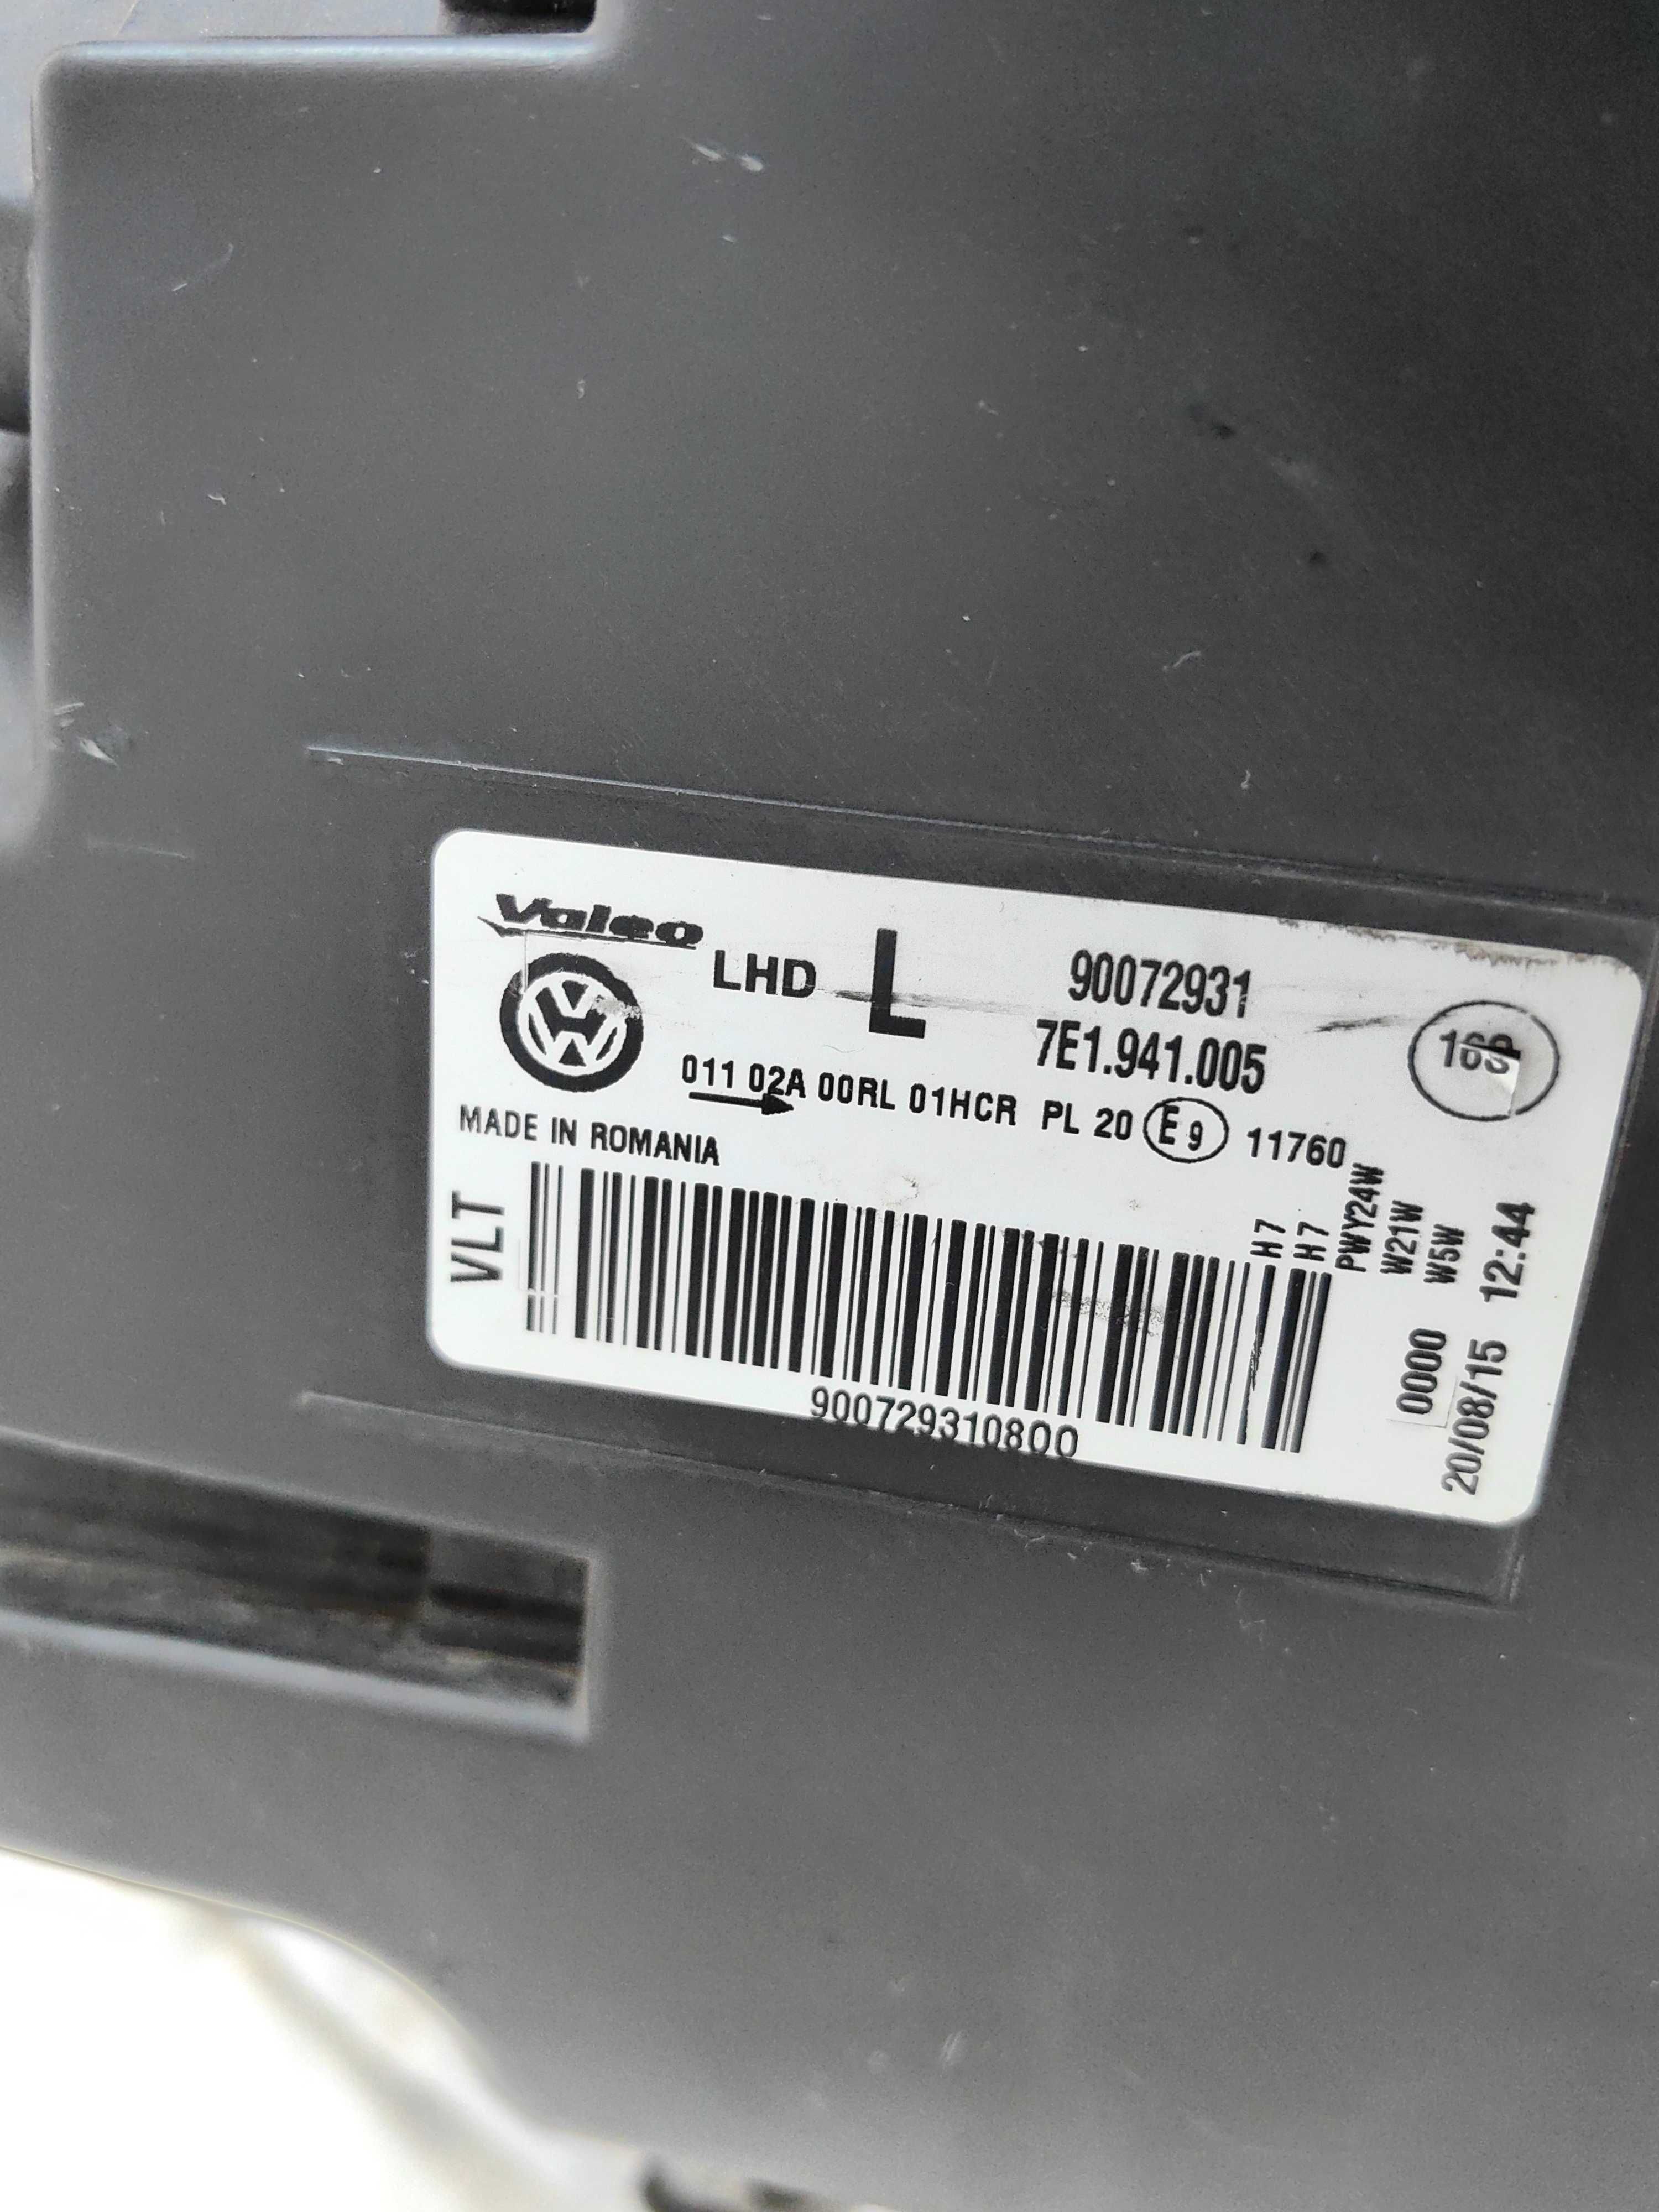 Valeo
LHD L 90072931
7E1.941.005
011 02A 00RL 01HCR PL 20 E9 11760
MADE IN ROMANIA
VLT
H7
H7
PWY24W
W21W
W5W
0000
20/08/15 12:44
900729310800